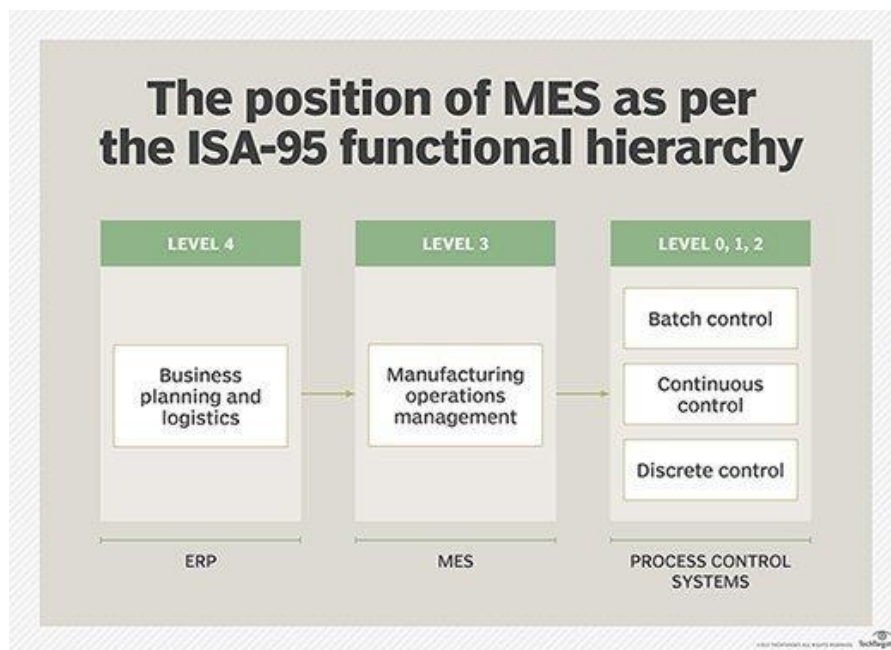 The position of MES as per
the ISA-95 functional hierarchy
LEVEL 4
Business
planning and
logistics
ERP
LEVEL 3
Manufacturing
operations
management
MES
LEVEL 0, 1, 2
Batch control
Continuous
control
Discrete control
PROCESS CONTROL
SYSTEMS
TechTarget